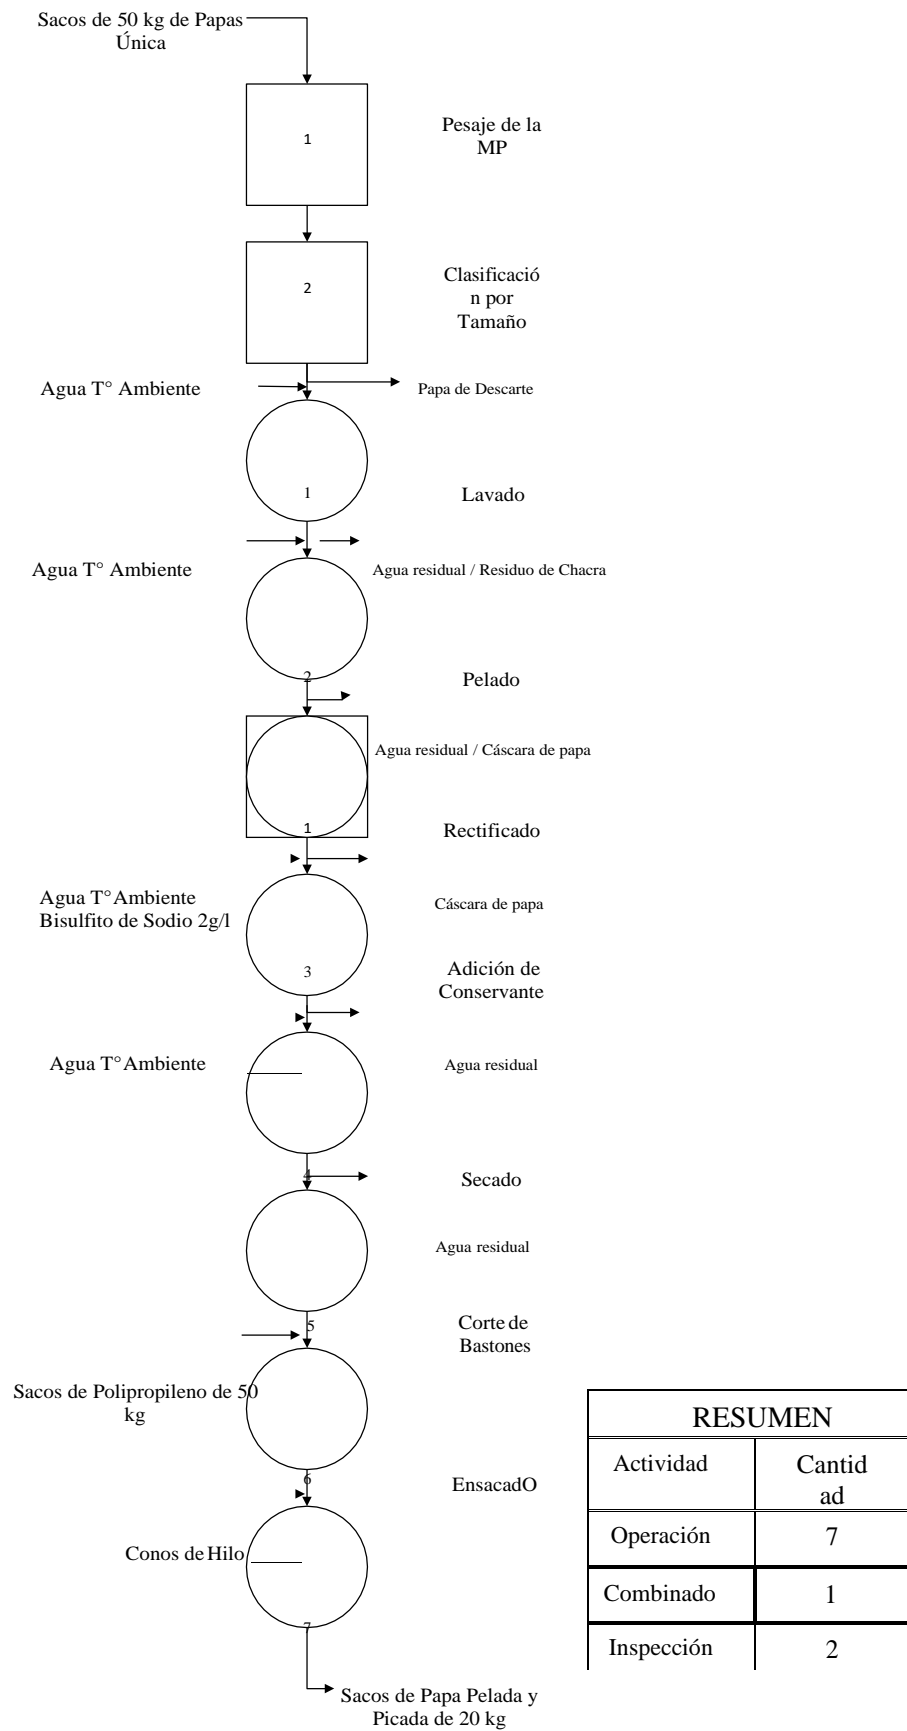 Sacos de 50 kg de Papas
Única
1
Pesaje de la
MP
2
Clasificació
n por
Tamaño
Agua T° Ambiente
Papa de Descarte
1
Lavado
Agua T° Ambiente
Agua residual / Residuo de Chacra
2
Pelado
Agua residual / Cáscara de papa
1
Rectificado
Agua T° Ambiente
Bisulfito de Sodio 2g/l
Cáscara de papa
3
Adición de
Conservante
Agua T° Ambiente
Agua residual
4
Secado
Agua residual
5
Corte de
Bastones
Sacos de Polipropileno de 50
kg
6
EnsacadO
Conos de Hilo
7
Sacos de Papa Pelada y
Picada de 20 kg
RESUMEN
Actividad
Cantid
ad
Operación
7
Combinado
1
Inspección
2